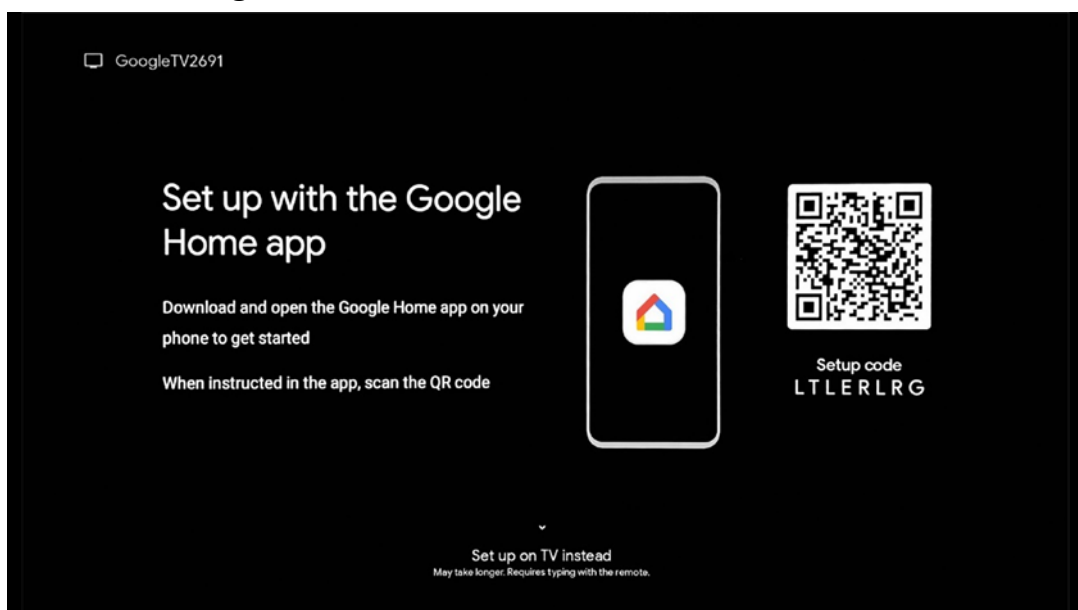 GoogleTV2691
Set up with the Google
Home app
Download and open the Google Home app on your
phone to get started
When instructed in the app, scan the QR code
Setup code
LTLERLRG
Set up on TV instead
May take longer. Requires typing with the remote.